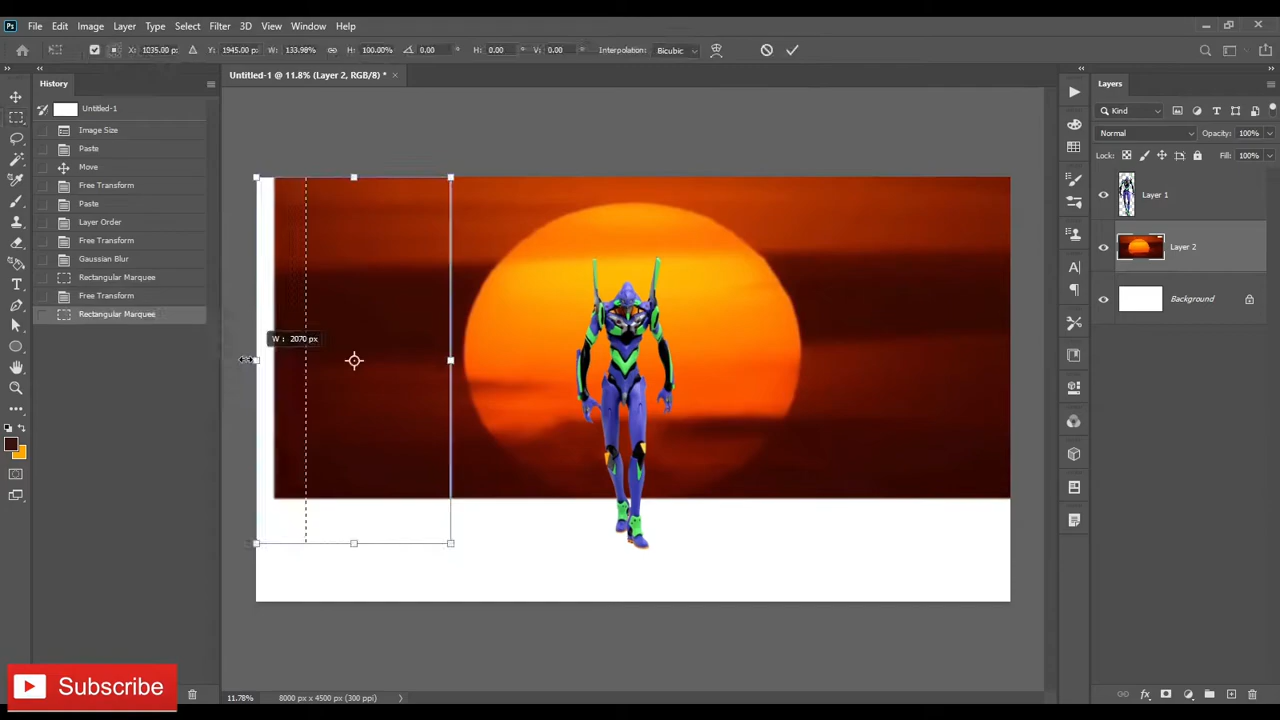 Ps File Edit Image Layer Type Select Filter 3D View Window Help
X: 1235.00 px Y: 1945.00 px W: 133.98% H: 100.00% 0.00 ° H: 0.00 ° V: 0.00 ° Interpolation: Bicubic
History
Untitled-1 @ 11.8% (Layer 2, RGB/8) * ×
Layers
Untitled-1
Image Size
Paste
Move
Free Transform
Paste
Layer Order
Free Transform
Gaussian Blur
Rectangular Marquee
Free Transform
Rectangular Marquee
W : 2070 px
Kind
Normal Opacity: 100%
Lock: Fill: 100%
Layer 1
Layer 2
Background
Subscribe
11.78% 8000 px x 4500 px (300 ppi)